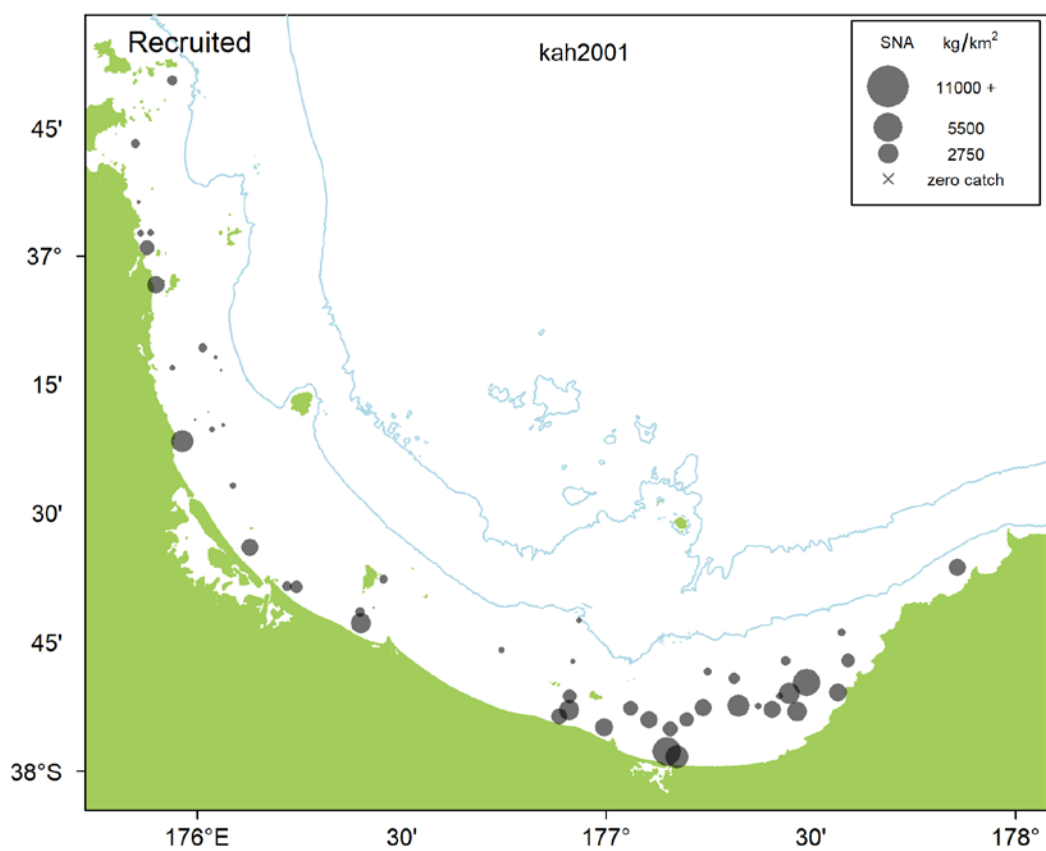 Recruited
kah2001
SNA kg/km²
11000 +
5500
2750
zero catch
45'
37°
15'
30'
45'
38°S
176°E 30' 177° 30' 178°